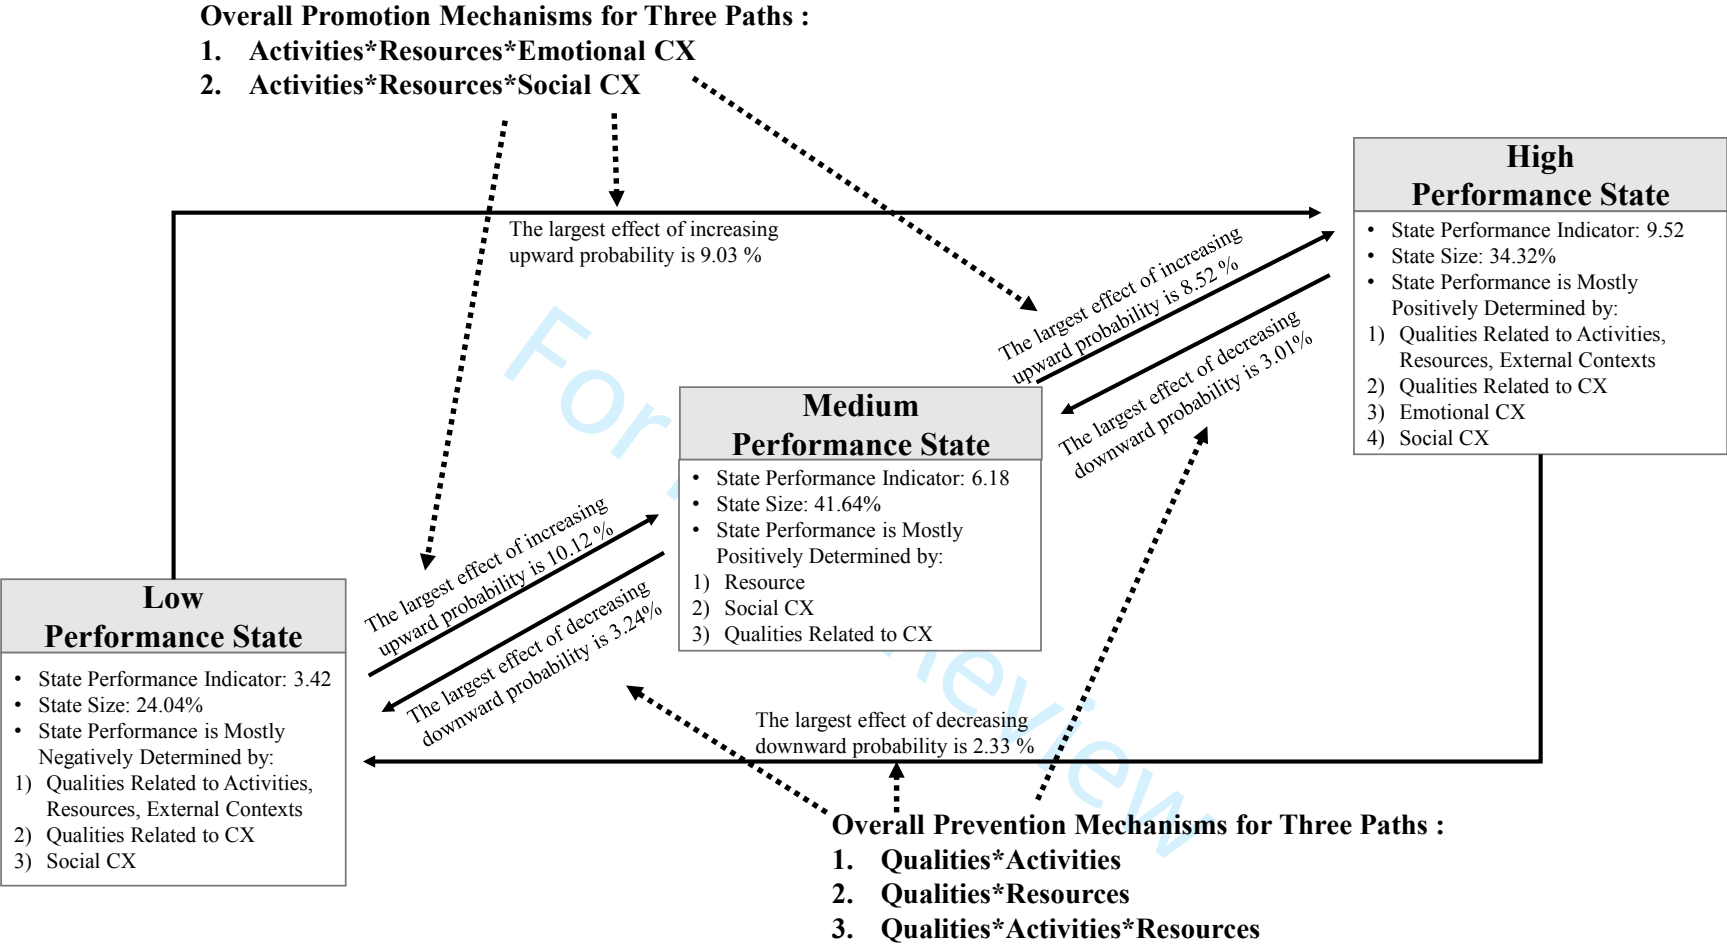 Overall Promotion Mechanisms for Three Paths :
1. Activities*Resources*Emotional CX
2. Activities*Resources*Social CX
High
Performance State
• State Performance Indicator: 9.52
• State Size: 34.32%
• State Performance is Mostly
Positively Determined by:
1) Qualities Related to Activities,
Resources, External Contexts
2) Qualities Related to CX
3) Emotional CX
4) Social CX
The largest effect of increasing
upward probability is 9.03 %
The largest effect of increasing
upward probability is 8.52 %
The largest effect of decreasing
downward probability is 3.01%
Medium
Performance State
• State Performance Indicator: 6.18
• State Size: 41.64%
• State Performance is Mostly
Positively Determined by:
1) Resource
2) Social CX
3) Qualities Related to CX
The largest effect of increasing
upward probability is 10.12 %
The largest effect of decreasing
downward probability is 3.24%
Low
Performance State
• State Performance Indicator: 3.42
• State Size: 24.04%
• State Performance is Mostly
Negatively Determined by:
1) Qualities Related to Activities,
Resources, External Contexts
2) Qualities Related to CX
3) Social CX
The largest effect of decreasing
downward probability is 2.33 %
Overall Prevention Mechanisms for Three Paths :
1. Qualities*Activities
2. Qualities*Resources
3. Qualities*Activities*Resources
For Review